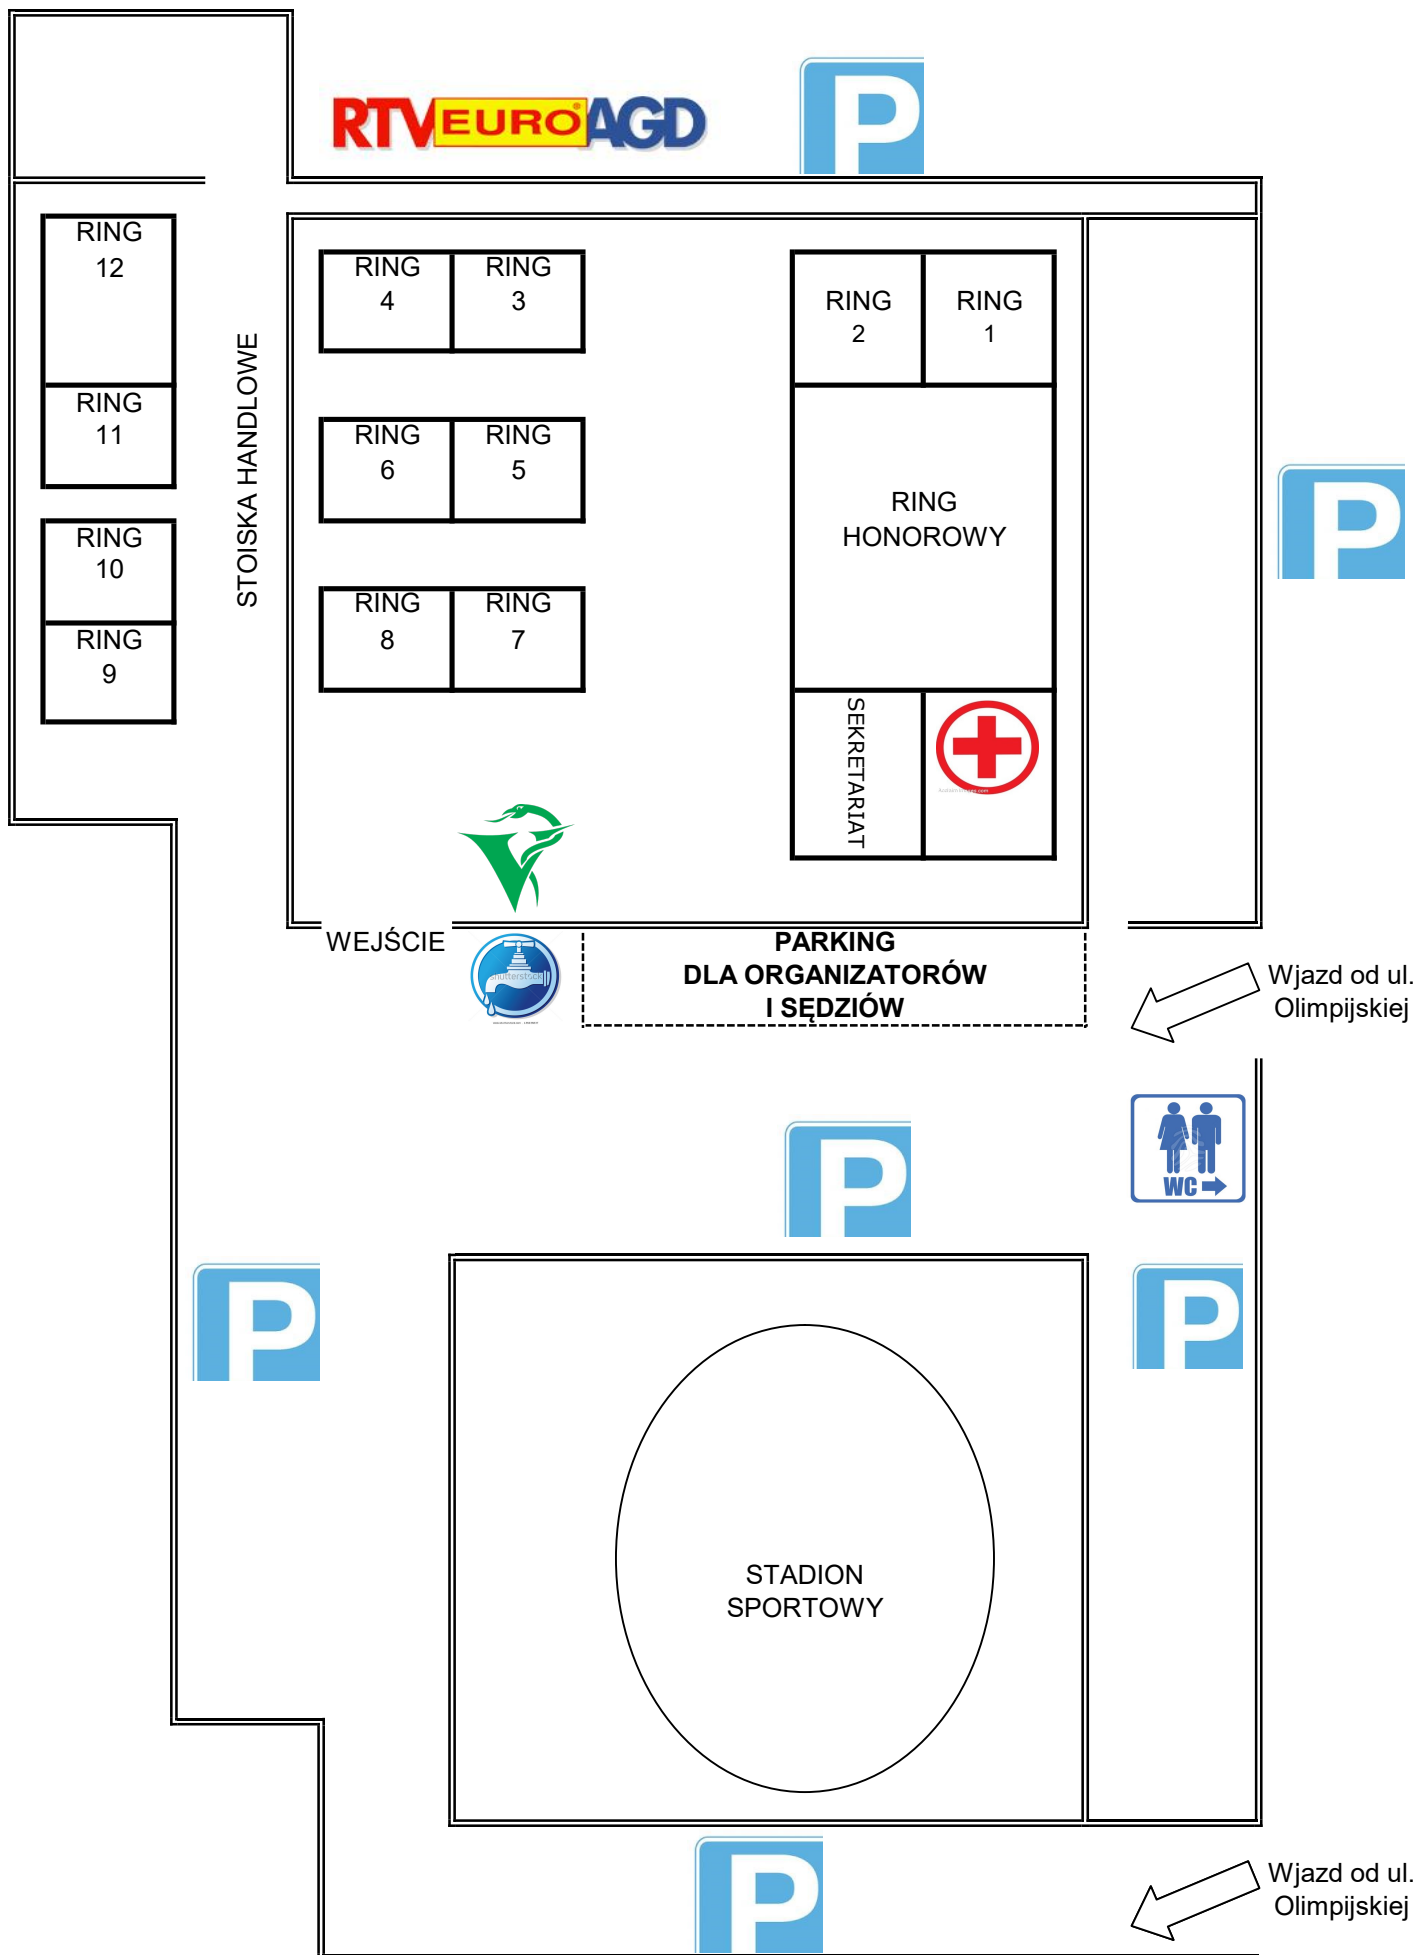 RTV EURO AGD
P
RING
12
RING
4
RING
3
RING
2
RING
1
RING
11
STOISKA HANDLOWE
RING
6
RING
5
RING
HONOROWY
P
RING
10
RING
9
RING
8
RING
7
SEKRETARIAT
WEJŚCIE
shutterstock
PARKING
DLA ORGANIZATORÓW
I SĘDZIÓW
Wjazd od ul.
Olimpijskiej
WC
P
P
P
STADION
SPORTOWY
P
Wjazd od ul.
Olimpijskiej